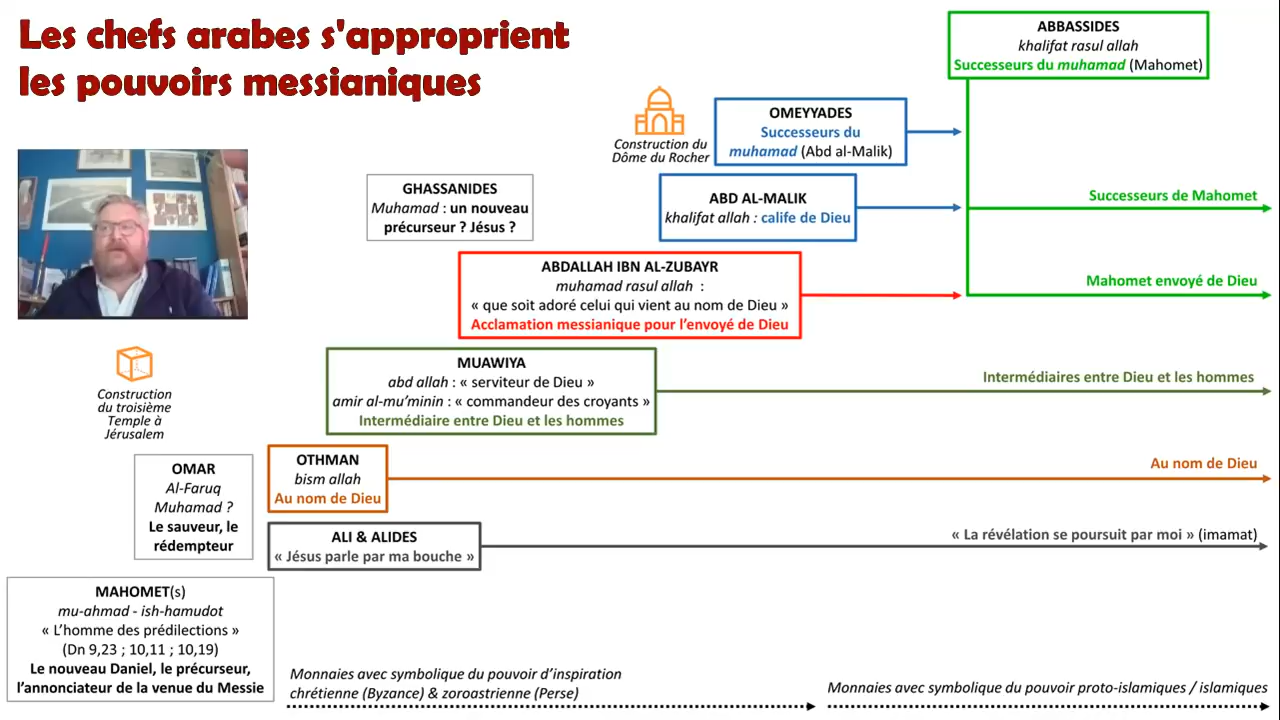 Les chefs arabes s'approprient
les pouvoirs messianiques
ABBASSIDES
khalifat rasul allah
Successeurs du muhamad (Mahomet)
OMEYYADES
Successeurs du
muhamad (Abd al-Malik)
Construction du
Dôme du Rocher
GHASSANIDES
Muhamad : un nouveau
précurseur ? Jésus ?
ABD AL-MALIK
khalifat allah : calife de Dieu
Successeurs de Mahomet
ABDALLAH IBN AL-ZUBAYR
muhamad rasul allah :
« que soit adoré celui qui vient au nom de Dieu »
Acclamation messianique pour l’envoyé de Dieu
Mahomet envoyé de Dieu
MUAWIYA
abd allah : « serviteur de Dieu »
amir al-mu’minin : « commandeur des croyants »
Intermédiaire entre Dieu et les hommes
Intermédiaires entre Dieu et les hommes
Construction
du troisième
Temple à
Jérusalem
OMAR
Al-Faruq
Muhamad ?
Le sauveur, le
rédempteur
OTHMAN
bism allah
Au nom de Dieu
Au nom de Dieu
ALI & ALIDES
« Jésus parle par ma bouche »
« La révélation se poursuit par moi » (imamat)
MAHOMET(s)
mu-ahmad - ish-hamudot
« L’homme des prédilections »
(Dn 9,23 ; 10,11 ; 10,19)
Le nouveau Daniel, le précurseur,
l’annonciateur de la venue du Messie
Monnaies avec symbolique du pouvoir d’inspiration
chrétienne (Byzance) & zoroastrienne (Perse)
Monnaies avec symbolique du pouvoir proto-islamiques / islamiques